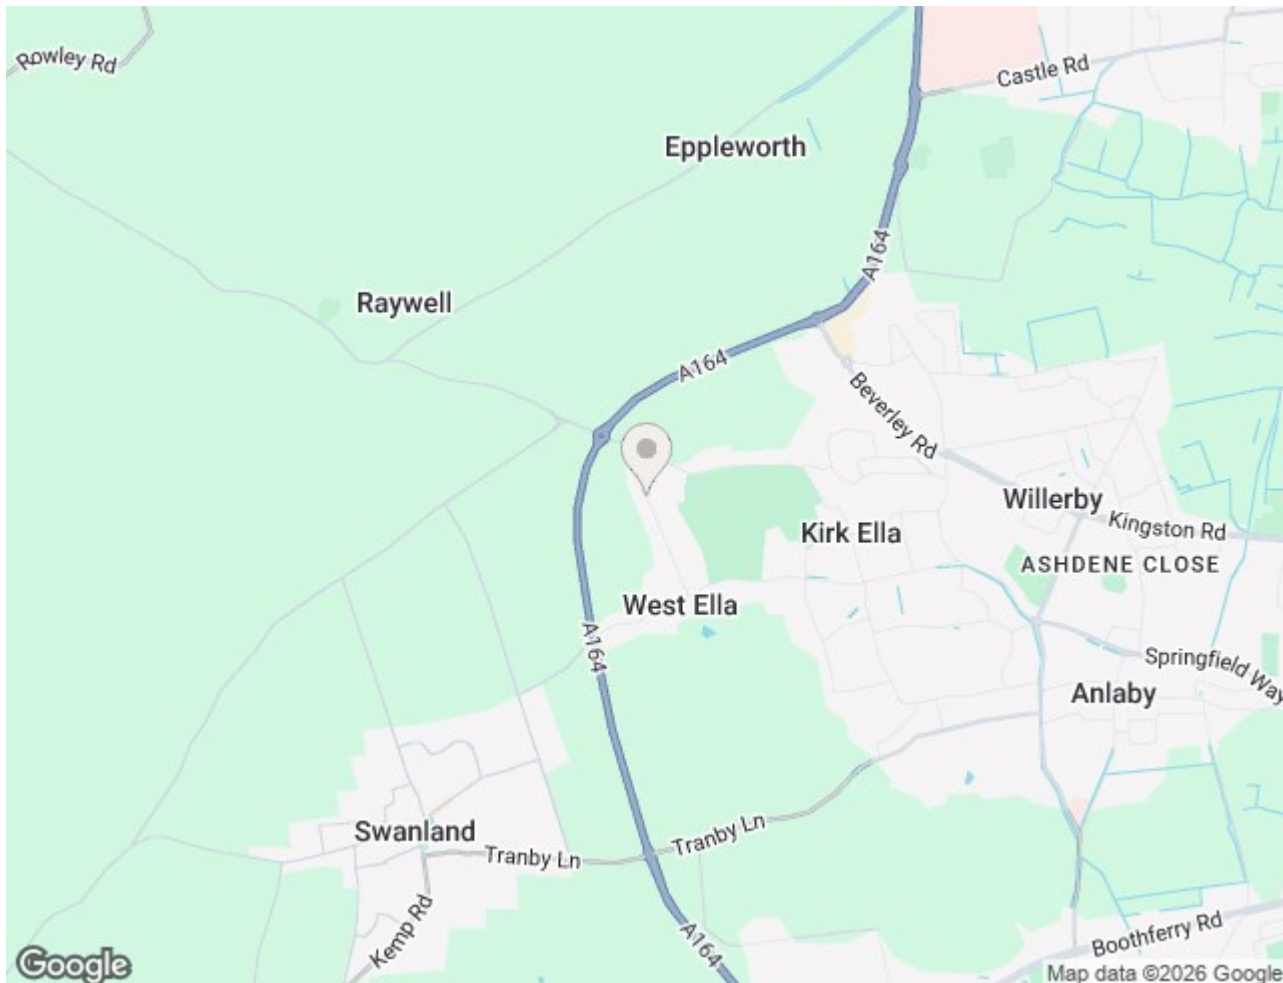 Rowley Rd
Castle Rd
Eppleworth
A164
Raywell
A164
Beverley Rd
Willerby
Kingston Rd
Kirk Ella
ASHDENE CLOSE
West Ella
A164
Springfield Way
Anlaby
Swanland
Tranby Ln
Tranby Ln
Kemp Rd
A164
Boothferry Rd
Google
Map data ©2026 Google